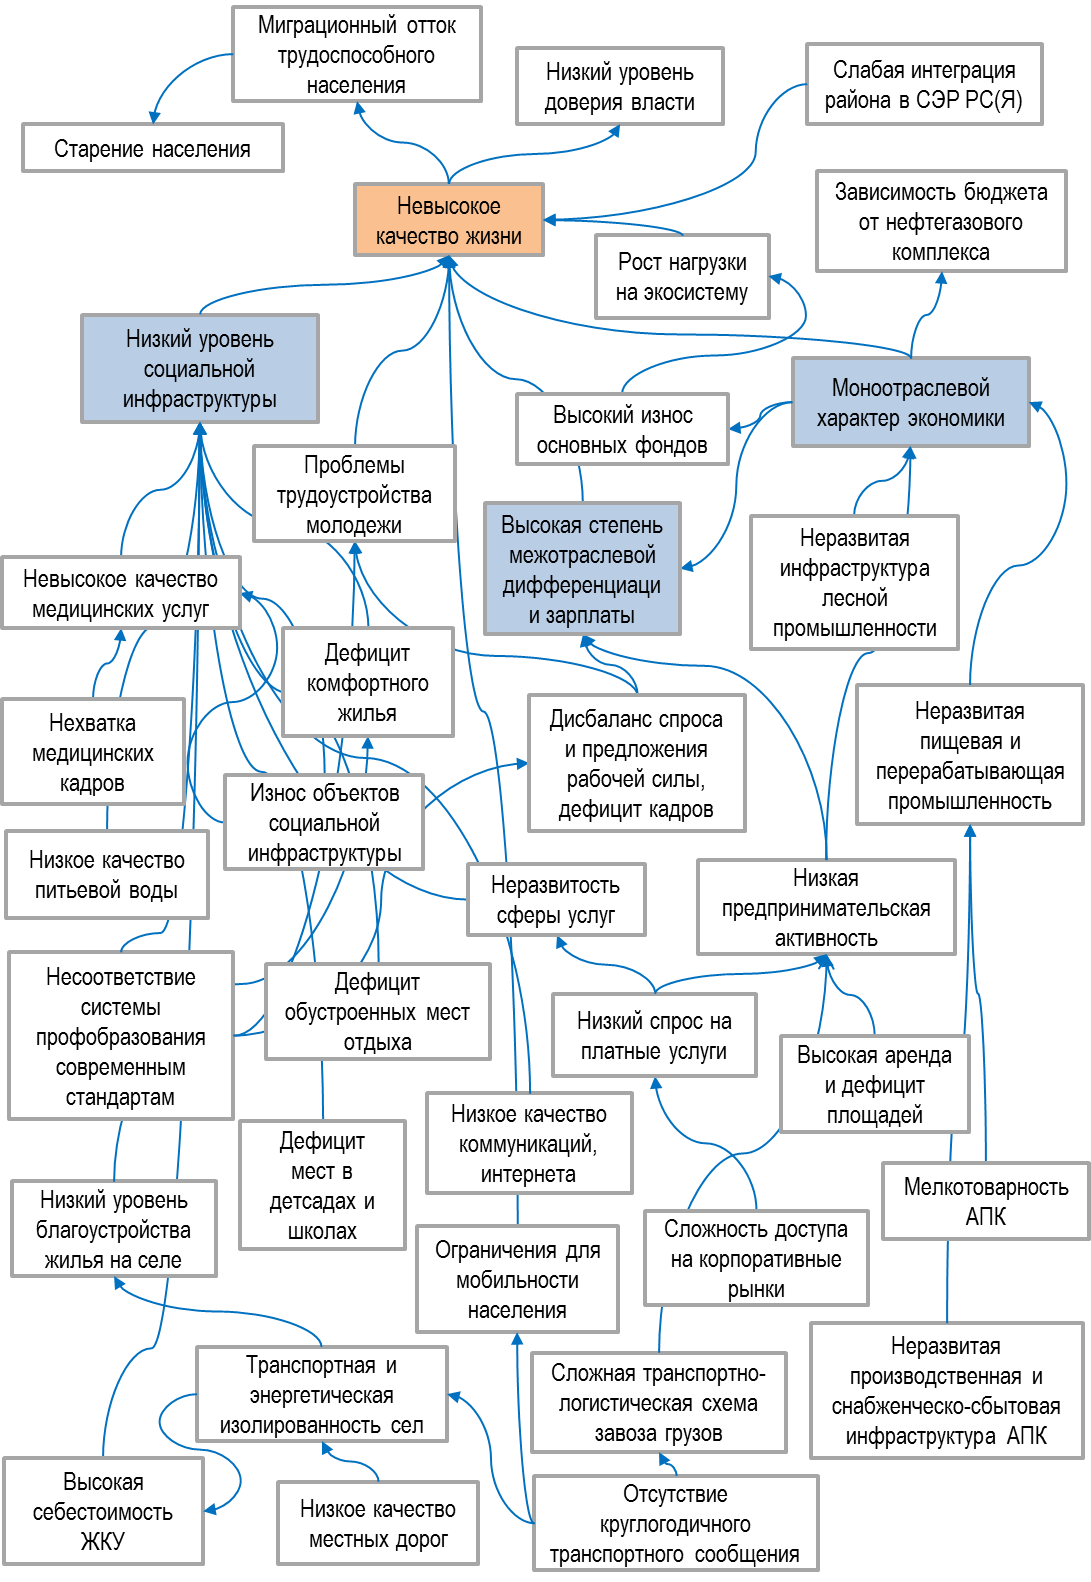 Миграционный отток
трудоспособного
населения
Низкий уровень
доверия власти
Слабая интеграция
района в СЭР РС(Я)
Старение населения
Невысокое
качество жизни
Зависимость бюджета
от нефтегазового
комплекса
Рост нагрузки
на экосистему
Низкий уровень
социальной
инфраструктуры
Высокий износ
основных фондов
Моноотраслевой
характер экономики
Проблемы
трудоустройства
молодежи
Высокая степень
межотраслевой
дифференциаци
и зарплаты
Неразвитая
инфраструктура
лесной
промышленности
Невысокое качество
медицинских услуг
Дефицит
комфортного
жилья
Нехватка
медицинских
кадров
Дисбаланс спроса
и предложения
рабочей силы,
дефицит кадров
Неразвитая
пищевая и
перерабатывающая
промышленность
Износ объектов
социальной
инфраструктуры
Низкое качество
питьевой воды
Неразвитость
сферы услуг
Низкая
предпринимательская
активность
Несоответствие
системы
профобразования
современным
стандартам
Дефицит
обустроенных мест
отдыха
Низкий спрос на
платные услуги
Высокая аренда
и дефицит
площадей
Дефицит
мест в
детсадах и
школах
Низкое качество
коммуникаций,
интернета
Мелкотоварность
АПК
Низкий уровень
благоустройства
жилья на селе
Ограничения для
мобильности
населения
Сложность доступа
на корпоративные
рынки
Транспортная и
энергетическая
изолированность сел
Сложная транспортно-
логистическая схема
завоза грузов
Неразвитая
производственная и
снабженческо-сбытовая
инфраструктура АПК
Высокая
себестоимость
ЖКУ
Низкое качество
местных дорог
Отсутствие
круглогодичного
транспортного сообщения